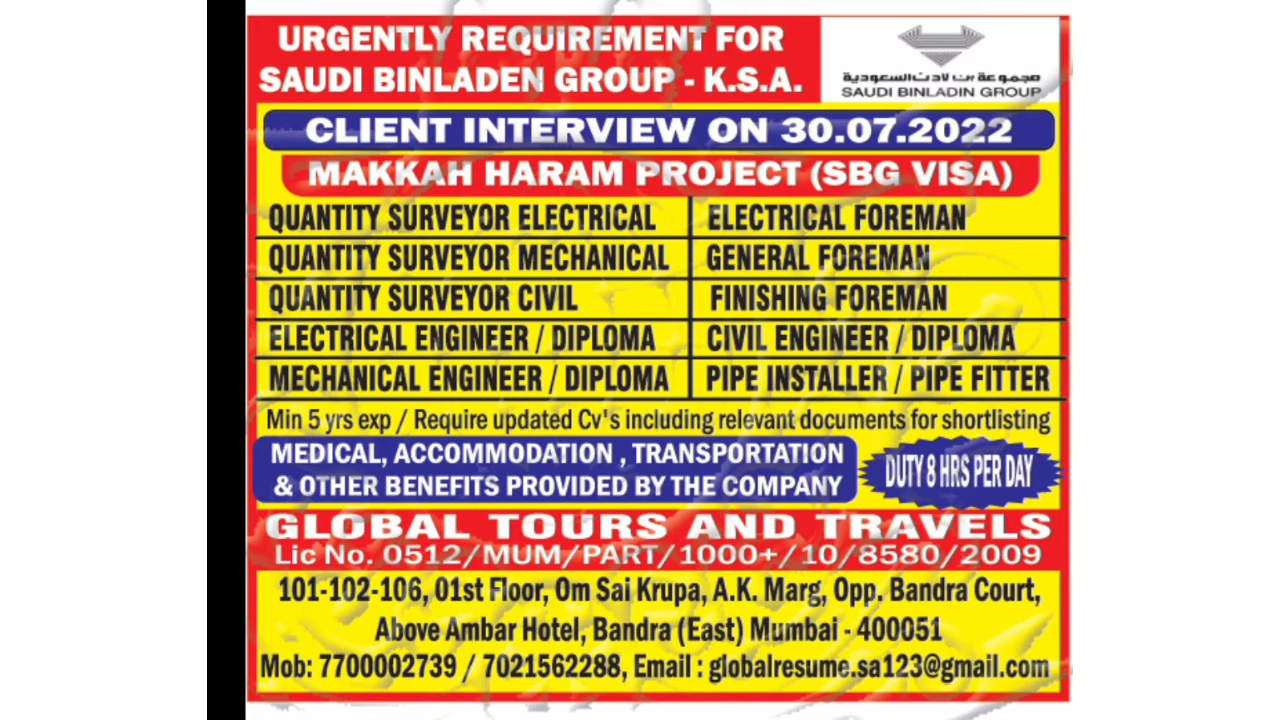 URGENTLY REQUIREMENT FOR
SAUDI BINLADEN GROUP - K.S.A.
مجموعة بن لادن السعودية
SAUDI BINLADIN GROUP
CLIENT INTERVIEW ON 30.07.2022
MAKKAH HARAM PROJECT (SBG VISA)
QUANTITY SURVEYOR ELECTRICAL
ELECTRICAL FOREMAN
QUANTITY SURVEYOR MECHANICAL
GENERAL FOREMAN
QUANTITY SURVEYOR CIVIL
FINISHING FOREMAN
ELECTRICAL ENGINEER / DIPLOMA
CIVIL ENGINEER / DIPLOMA
MECHANICAL ENGINEER / DIPLOMA
PIPE INSTALLER / PIPE FITTER
Min 5 yrs exp / Require updated Cv's including relevant documents for shortlisting
MEDICAL, ACCOMMODATION , TRANSPORTATION
& OTHER BENEFITS PROVIDED BY THE COMPANY
DUTY 8 HRS PER DAY
GLOBAL TOURS AND TRAVELS
Lic No. 0512/MUM/PART/1000+/10/8580/2009
101-102-106, 01st Floor, Om Sai Krupa, A.K. Marg, Opp. Bandra Court,
Above Ambar Hotel, Bandra (East) Mumbai - 400051
Mob: 7700002739 / 7021562288, Email : globalresume.sa123@gmail.com